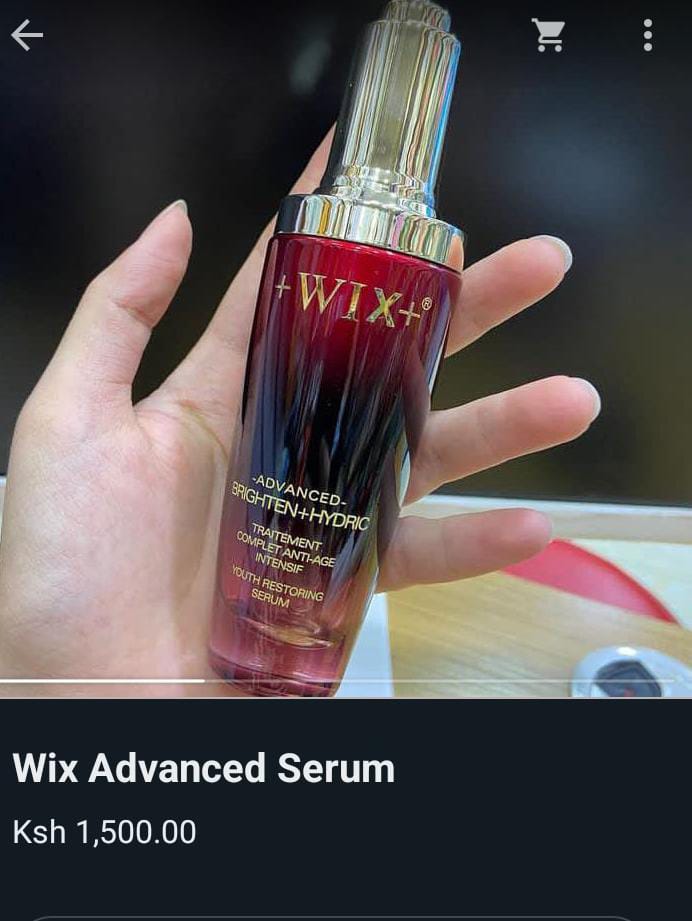 +WIX+®
-ADVANCED-
BRIGHTEN+HYDRIC
TRAITEMENT
COMPLET ANTI-AGE
INTENSIF
YOUTH RESTORING
SERUM
Wix Advanced Serum
Ksh 1,500.00